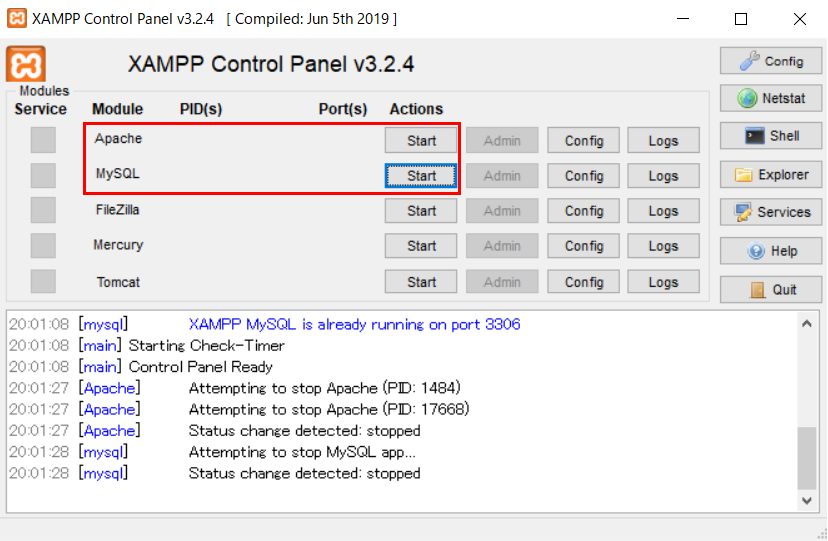 XAMPP Control Panel v3.2.4 [ Compiled: Jun 5th 2019 ]
XAMPP Control Panel v3.2.4
Config
Modules
Service Module PID(s) Port(s) Actions
Netstat
Apache Start Admin Config Logs
Shell
MySQL Start Admin Config Logs
Explorer
FileZilla Start Admin Config Logs
Services
Mercury Start Admin Config Logs
Help
Tomcat Start Admin Config Logs
Quit
20:01:08 [mysql] XAMPP MySQL is already running on port 3306
20:01:08 [main] Starting Check-Timer
20:01:08 [main] Control Panel Ready
20:01:27 [Apache] Attempting to stop Apache (PID: 1484)
20:01:27 [Apache] Attempting to stop Apache (PID: 17668)
20:01:27 [Apache] Status change detected: stopped
20:01:28 [mysql] Attempting to stop MySQL app...
20:01:28 [mysql] Status change detected: stopped